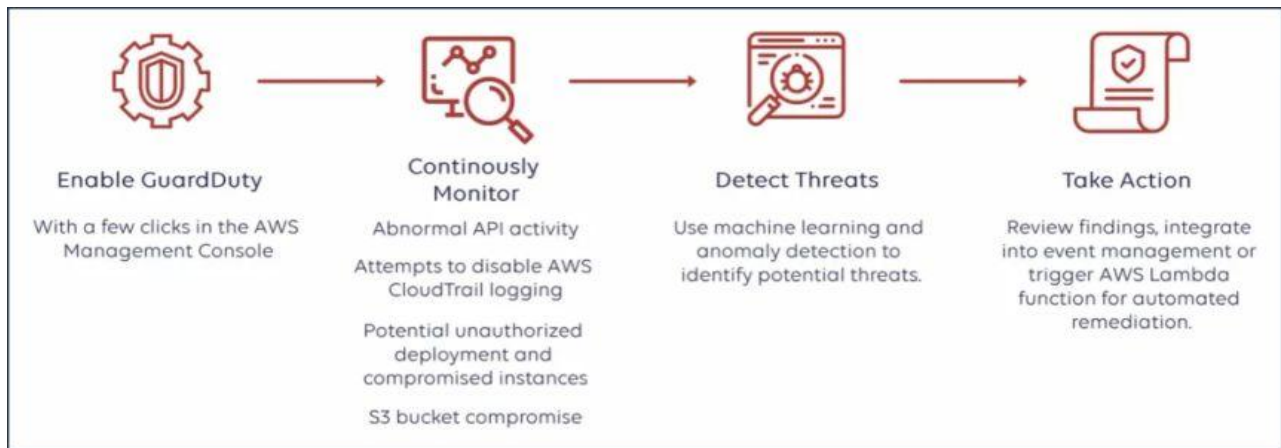 Enable GuardDuty
With a few clicks in the AWS
Management Console
Continously
Monitor
Abnormal API activity
Attempts to disable AWS
CloudTrail logging
Potential unauthorized
deployment and
compromised instances
S3 bucket compromise
Detect Threats
Use machine learning and
anomaly detection to
identify potential threats.
Take Action
Review findings, integrate
into event management or
trigger AWS Lambda
function for automated
remediation.